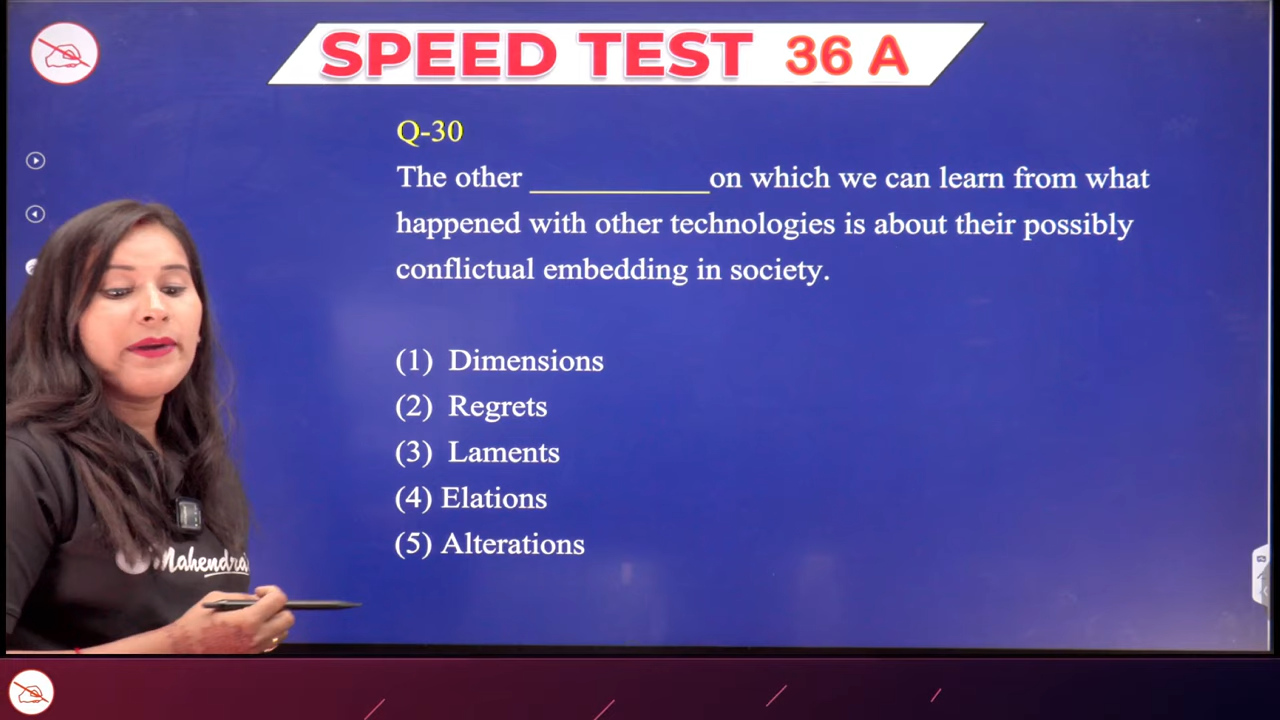 SPEED TEST 36 A
Q-30
The other ____________on which we can learn from what
happened with other technologies is about their possibly
conflictual embedding in society.
(1) Dimensions
(2) Regrets
(3) Laments
(4) Elations
(5) Alterations
Mahendra